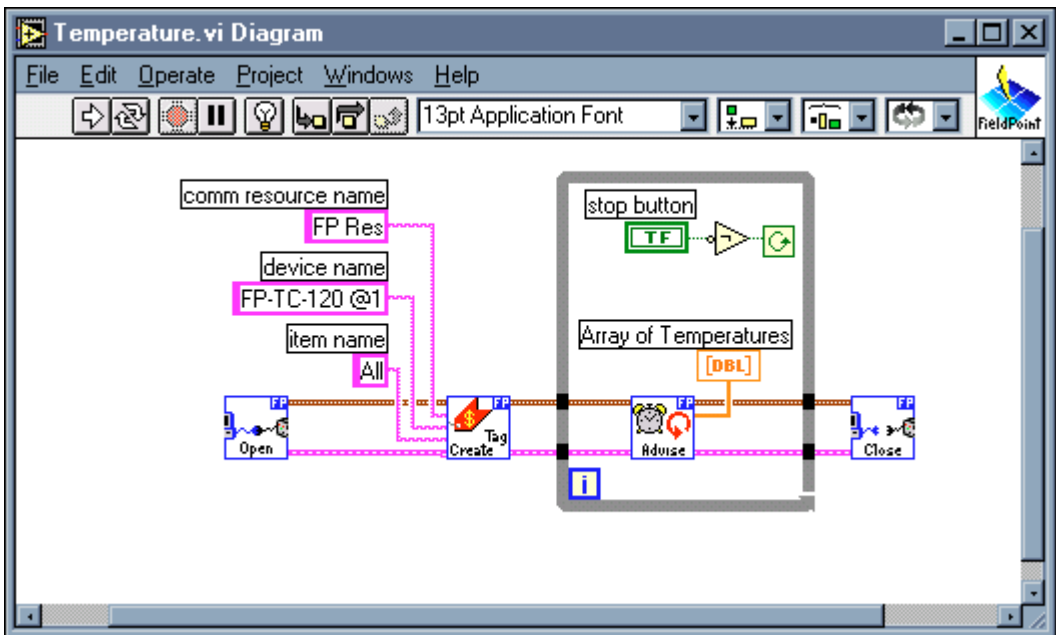 Temperature.vi Diagram
File Edit Operate Project Windows Help
13pt Application Font
FieldPoint
comm resource name
FP Res
device name
FP-TC-120 @1
item name
All
stop button
TF
Array of Temperatures
[DBL]
FP
Open
FP
$
Tag
Create
FP
Advise
FP
Close
i